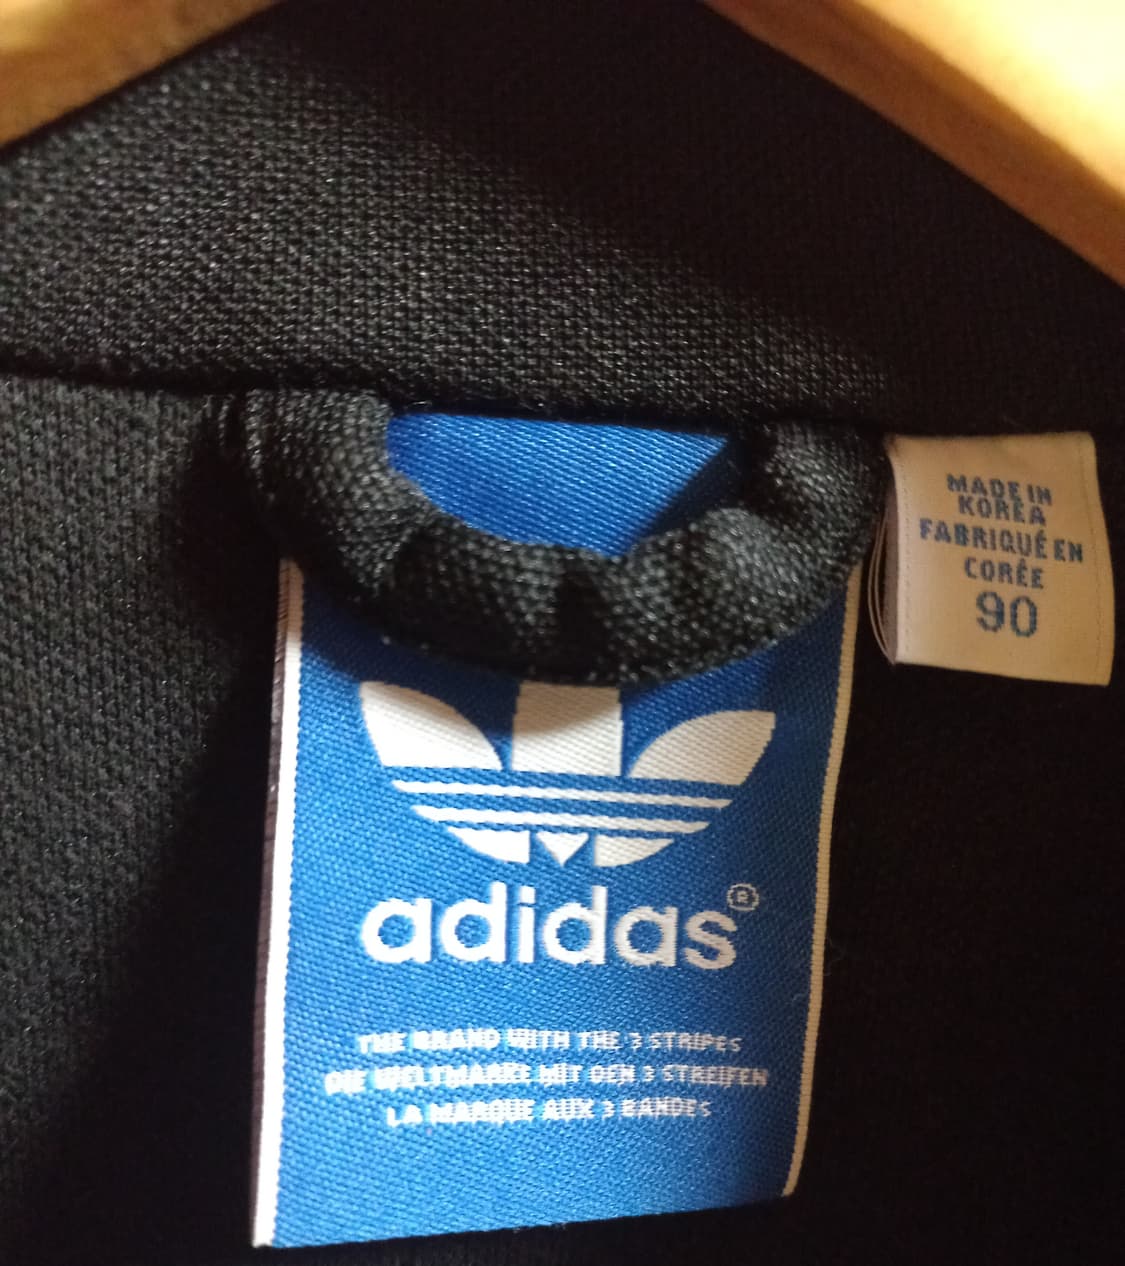 MADE IN
KOREA
FABRIQUÉ EN
CORÉE
90
adidas®
THE BRAND WITH THE 3 STRIPES
DIE WELTMARKE MIT DEN 3 STREIFEN
LA MARQUE AUX 3 BANDES